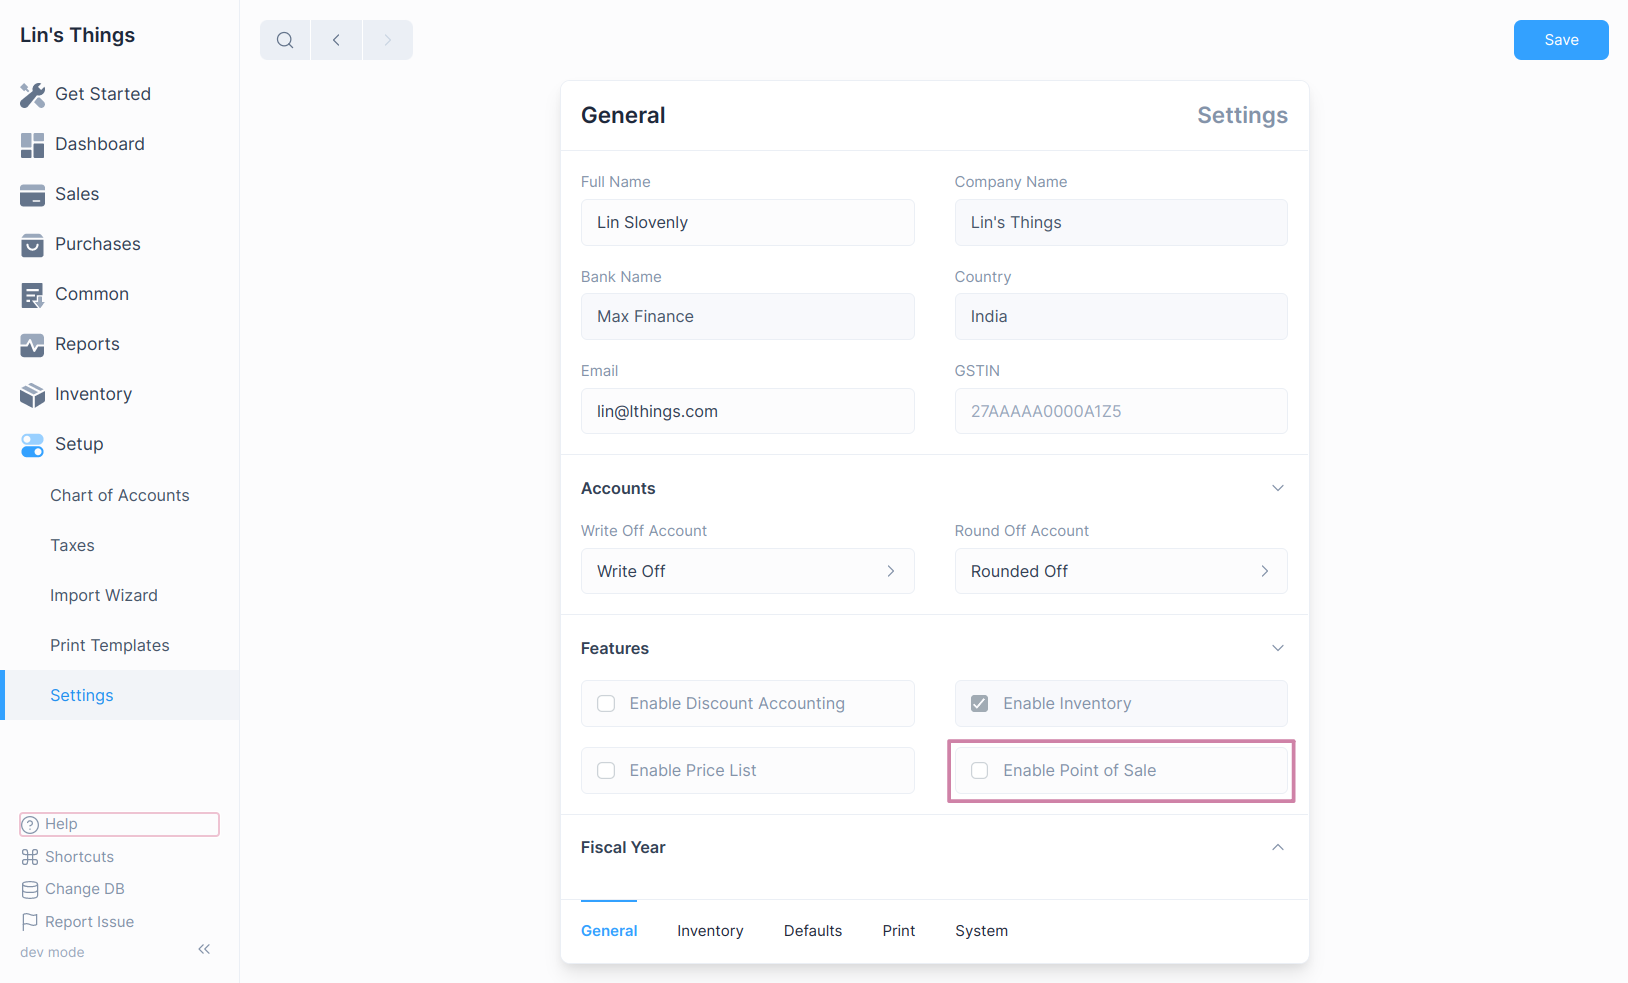 Lin's Things
Get Started
Dashboard
Sales
Purchases
Common
Reports
Inventory
Setup
Chart of Accounts
Taxes
Import Wizard
Print Templates
Settings
Help
Shortcuts
Change DB
Report Issue
dev mode
Save
General Settings
Full Name Company Name
Lin Slovenly Lin's Things
Bank Name Country
Max Finance India
Email GSTIN
lin@lthings.com 27AAAAA0000A1Z5
Accounts
Write Off Account Round Off Account
Write Off Rounded Off
Features
Enable Discount Accounting Enable Inventory
Enable Price List Enable Point of Sale
Fiscal Year
General Inventory Defaults Print System